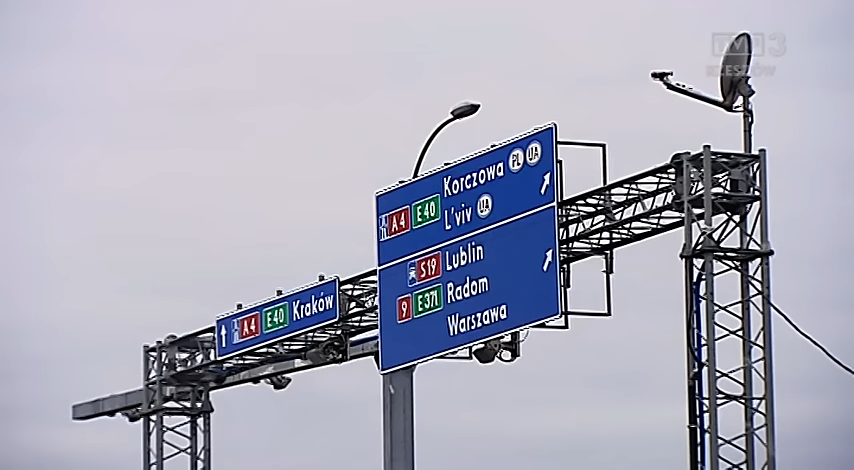 TVP3
RZESZÓW
Korczowa PL UA
A4 E40
L'viv UA
S19 Lublin
9 E371 Radom
Warszawa
A4 E40 Kraków